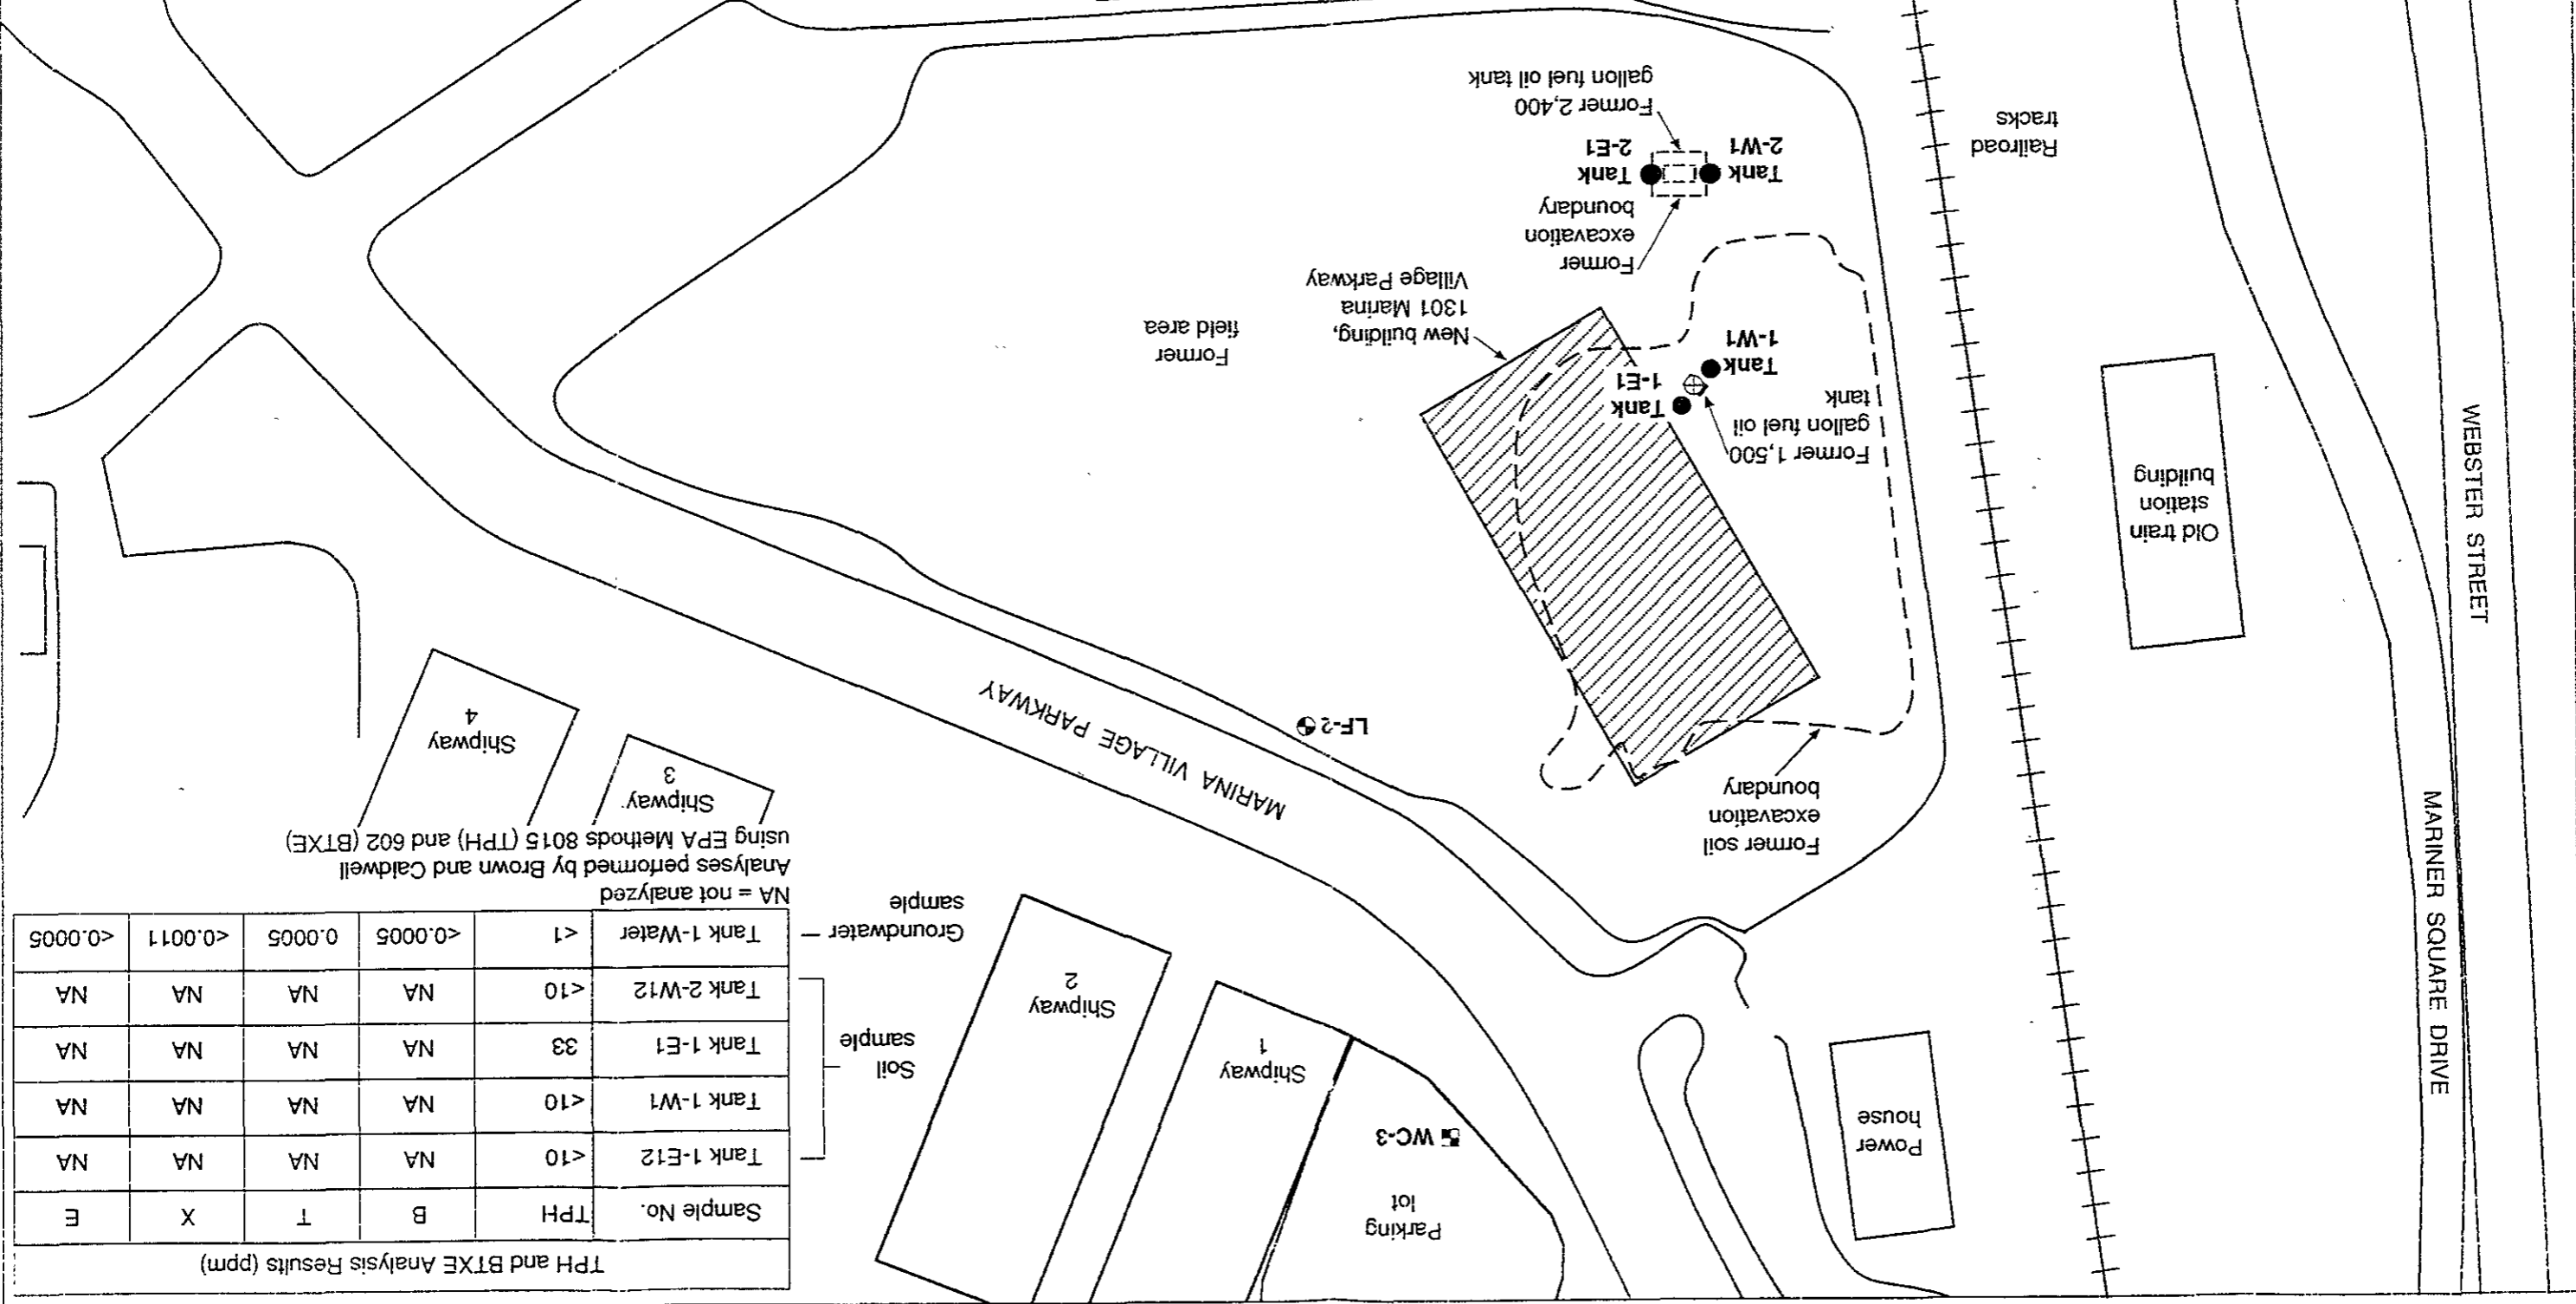 TPH and BTXE Analysis Results (ppm)
Sample No. TPH B T X E
Tank 1-E12 <10 NA NA NA NA
Tank 1-W1 <10 NA NA NA NA
Tank 1-E1 33 NA NA NA NA
Tank 2-W12 <10 NA NA NA NA
Tank 1-Water <1 <0.0005 0.0005 <0.0011 <0.0005
Soil
sample
Groundwater
sample
NA = not analyzed
Analyses performed by Brown and Caldwell
using EPA Methods 8015 (TPH) and 602 (BTXE)
MARINER SQUARE DRIVE
WEBSTER STREET
Power
house
Parking
lot
WC-3
Shipway
1
Shipway
2
Shipway
3
Shipway
4
MARINA VILLAGE PARKWAY
LF-2
Former soil
excavation
boundary
Old train
station
building
Former 1,500
gallon fuel oil
tank
Tank
1-E1
Tank
1-W1
New building,
1301 Marina
Village Parkway
Former
field area
Former
excavation
boundary
Tank
2-W1
Tank
2-E1
Former 2,400
gallon fuel oil tank
Railroad
tracks